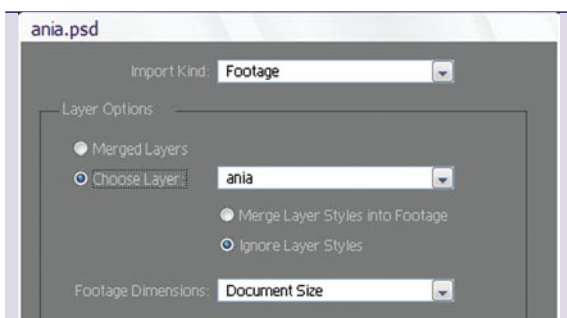 ania.psd
Import Kind: Footage
Layer Options
Merged Layers
Choose Layer: ania
Merge Layer Styles into Footage
Ignore Layer Styles
Footage Dimensions: Document Size